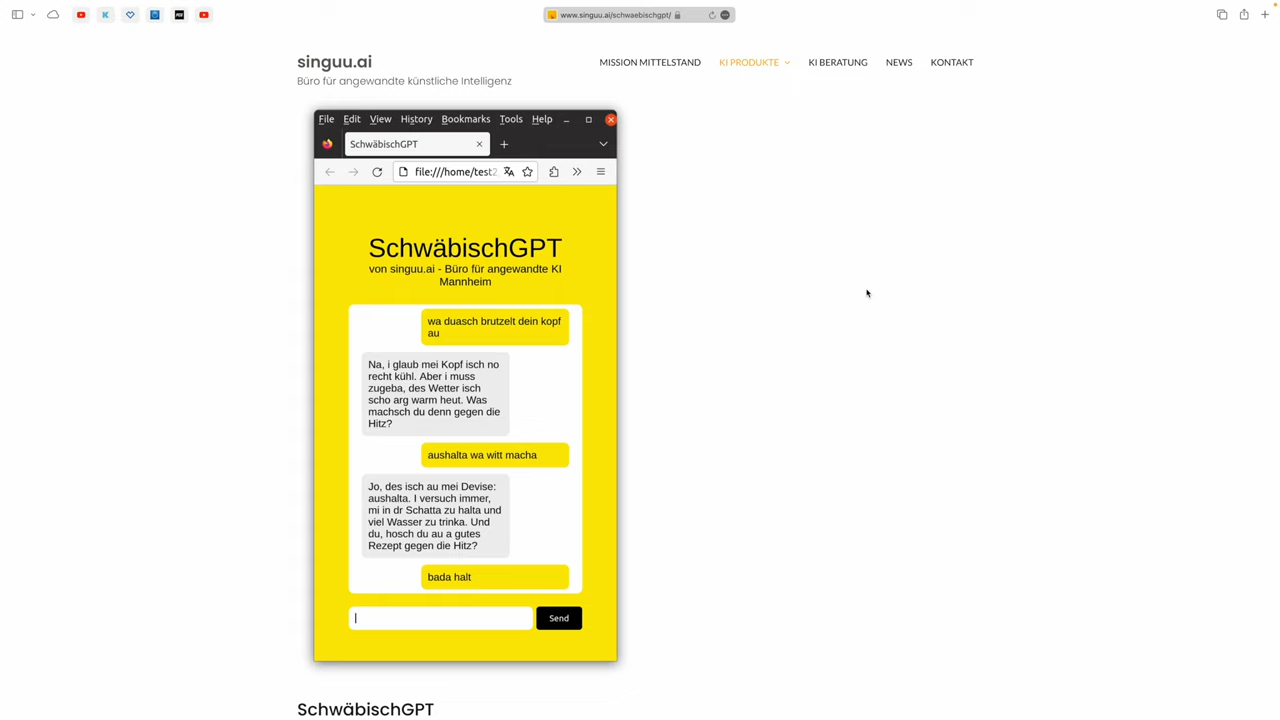 www.singuu.ai/schwaebischgpt/
singuu.ai
Büro für angewandte künstliche Intelligenz
MISSION MITTELSTAND
KI PRODUKTE
KI BERATUNG
NEWS
KONTAKT
File Edit View History Bookmarks Tools Help
SchwäbischGPT
file:///home/test2
SchwäbischGPT
von singuu.ai - Büro für angewandte KI
Mannheim
wa duasch brutzelt dein kopf
au
Na, i glaub mei Kopf isch no
recht kühl. Aber i muss
zugeba, des Wetter isch
scho arg warm heut. Was
machsch du denn gegen die
Hitz?
aushalta wa witt macha
Jo, des isch au mei Devise:
aushalta. I versuch immer,
mi in dr Schatta zu halta und
viel Wasser zu trinka. Und
du, hosch du au a gutes
Rezept gegen die Hitz?
bada halt
Send
SchwäbischGPT